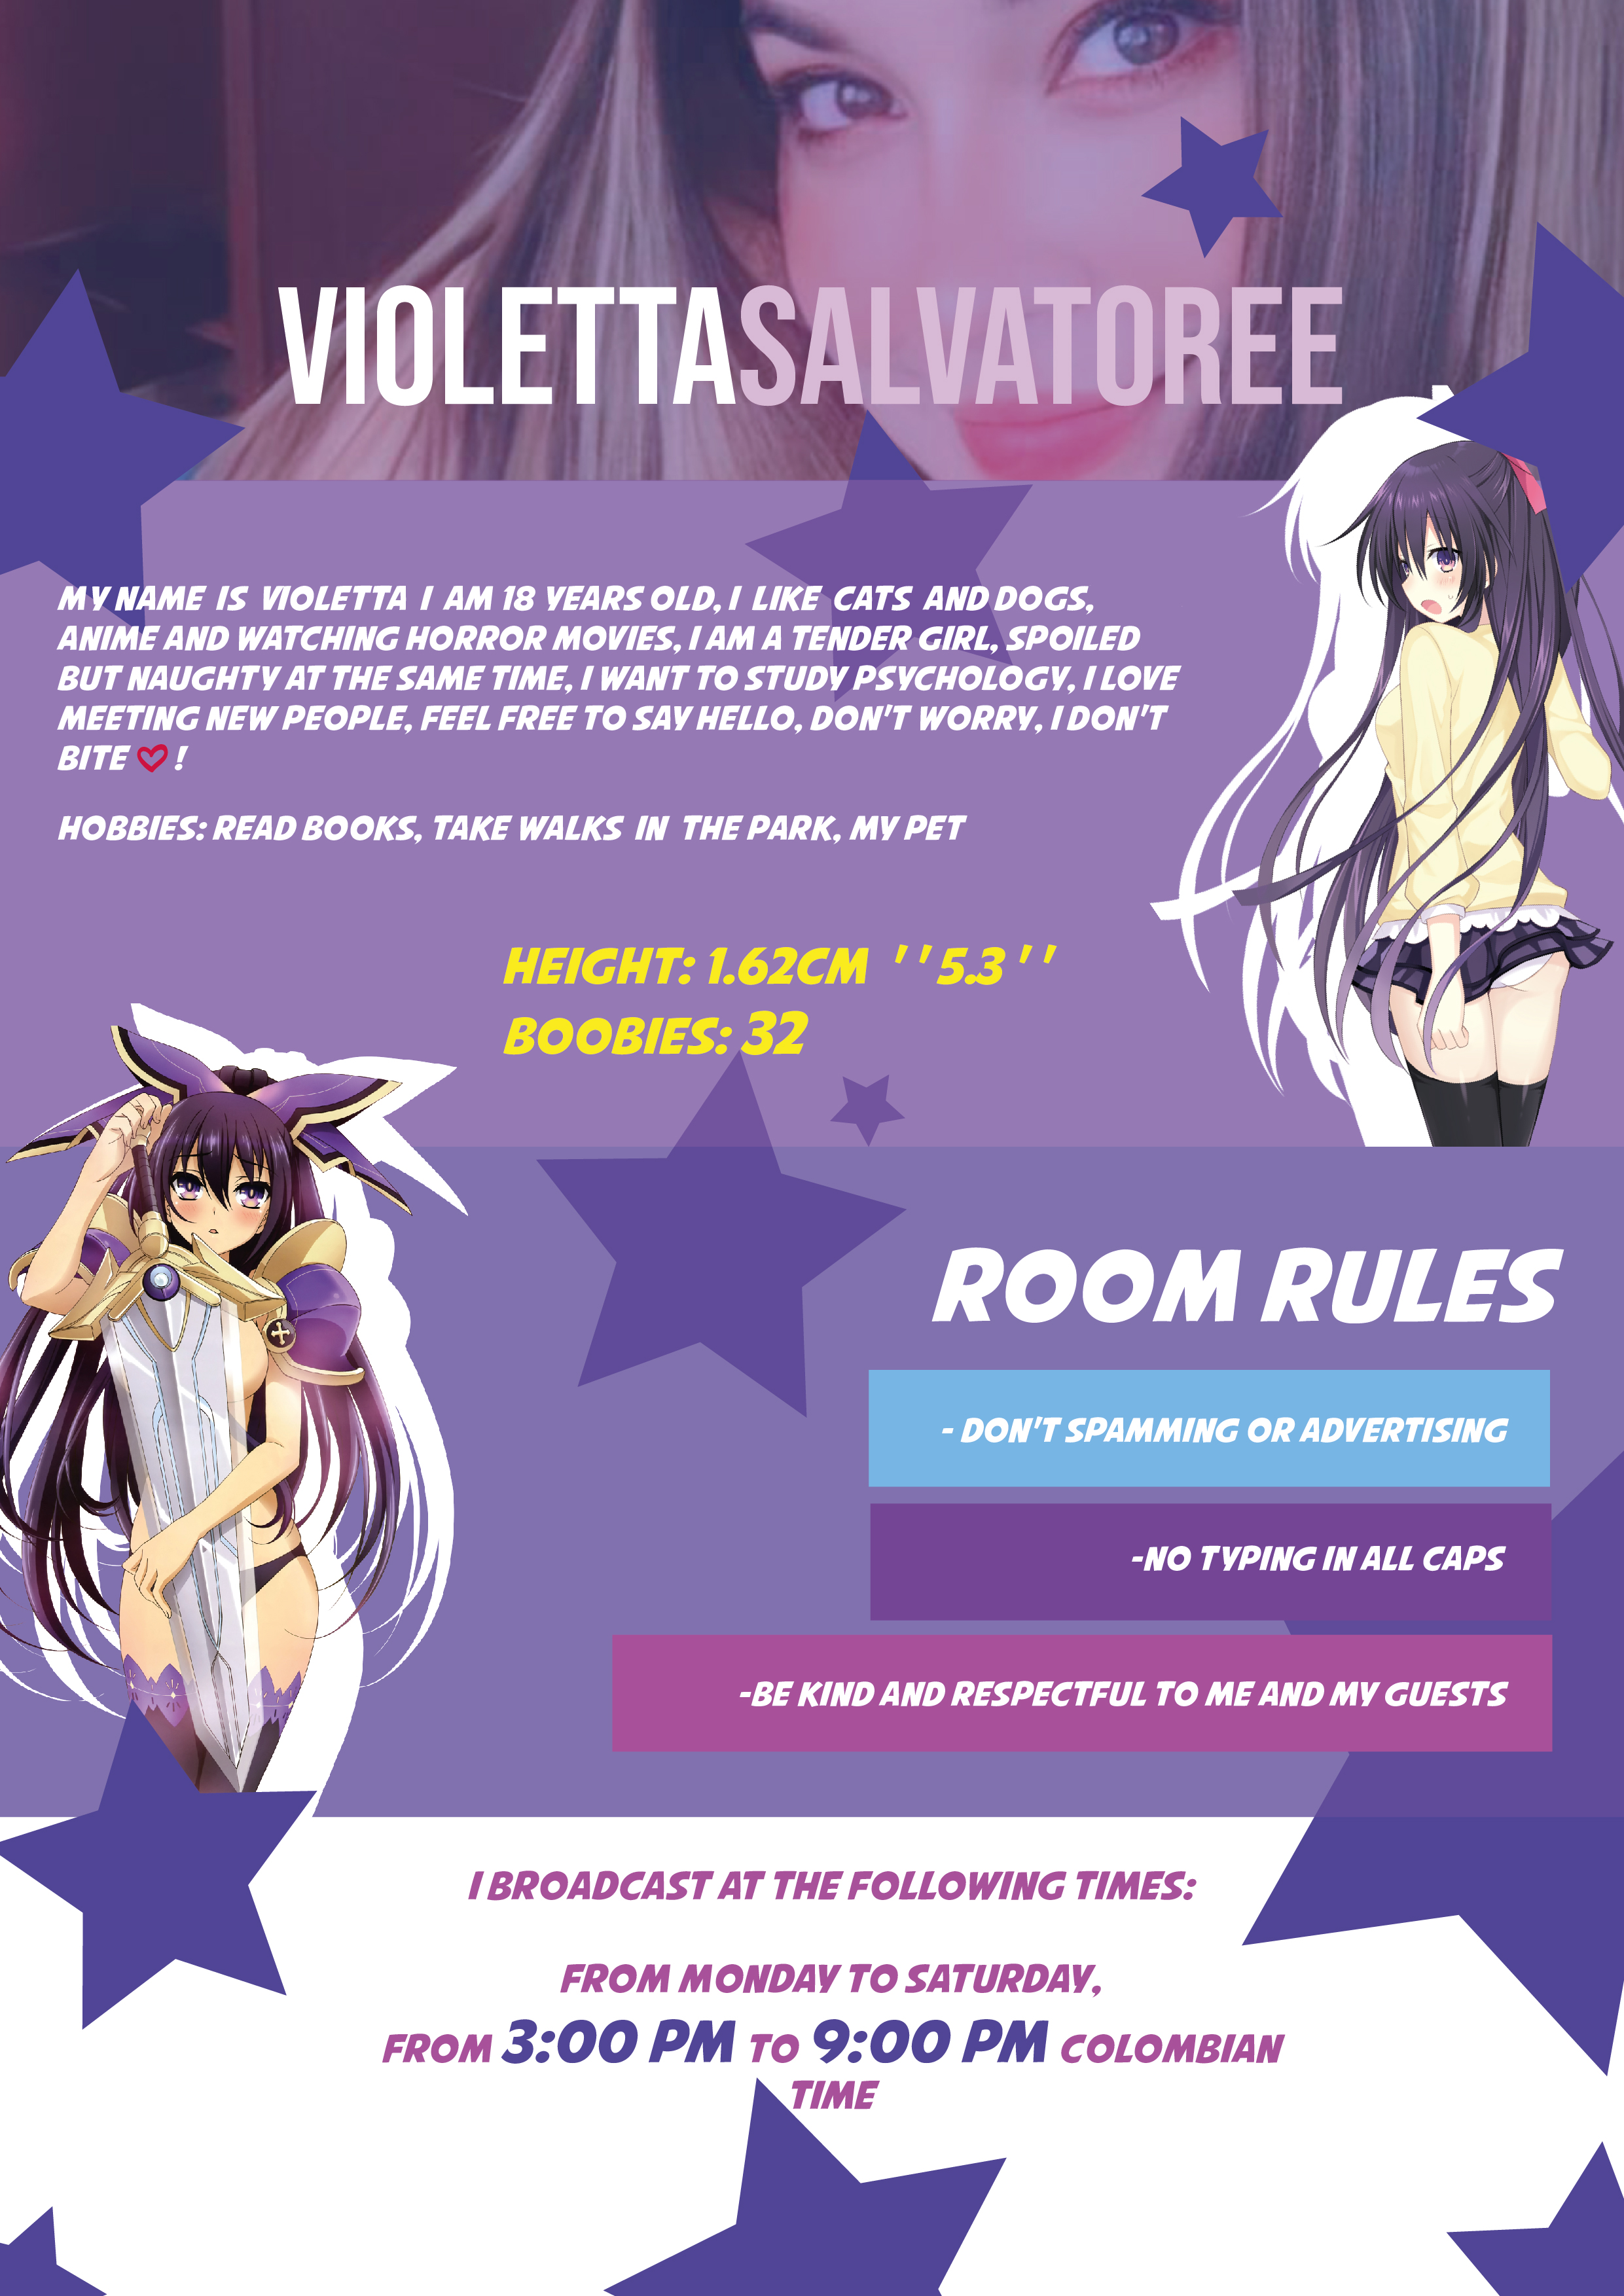 VIOLETTASALVATOREE
MY NAME IS VIOLETTA I AM 18 YEARS OLD, I LIKE CATS AND DOGS,
ANIME AND WATCHING HORROR MOVIES, I AM A TENDER GIRL, SPOILED
BUT NAUGHTY AT THE SAME TIME, I WANT TO STUDY PSYCHOLOGY, I LOVE
MEETING NEW PEOPLE, FEEL FREE TO SAY HELLO, DON'T WORRY, I DON'T
BITE ♡ !
HOBBIES: READ BOOKS, TAKE WALKS IN THE PARK, MY PET
HEIGHT: 1.62CM ''5.3''
BOOBIES: 32
ROOM RULES
- DON'T SPAMMING OR ADVERTISING
-NO TYPING IN ALL CAPS
-BE KIND AND RESPECTFUL TO ME AND MY GUESTS
I BROADCAST AT THE FOLLOWING TIMES:
FROM MONDAY TO SATURDAY,
FROM 3:00 PM TO 9:00 PM COLOMBIAN
TIME